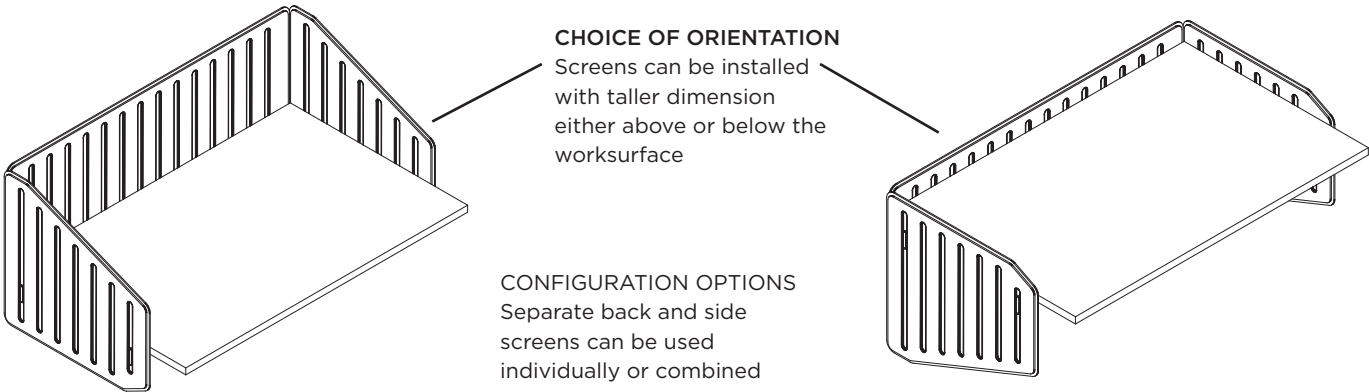 CHOICE OF ORIENTATION
Screens can be installed
with taller dimension
either above or below the
worksurface
CONFIGURATION OPTIONS
Separate back and side
screens can be used
individually or combined